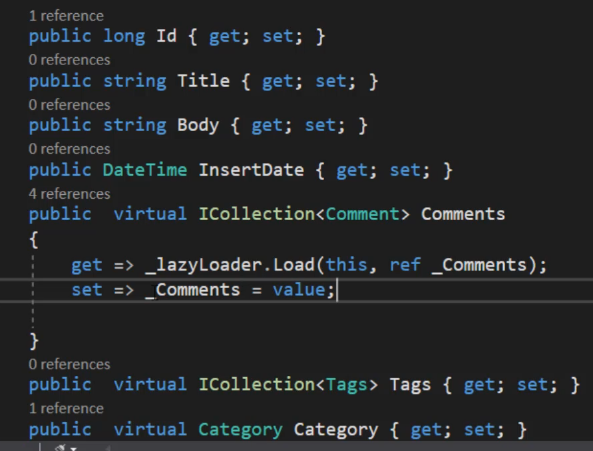 1 reference
public long Id { get; set; }
0 references
public string Title { get; set; }
0 references
public string Body { get; set; }
0 references
public DateTime InsertDate { get; set; }
4 references
public  virtual ICollection<Comment> Comments
{
get => _lazyLoader.Load(this, ref _Comments);
set => _Comments = value;
}
0 references
public  virtual ICollection<Tags> Tags { get; set; }
1 reference
public  virtual Category Category { get; set; }